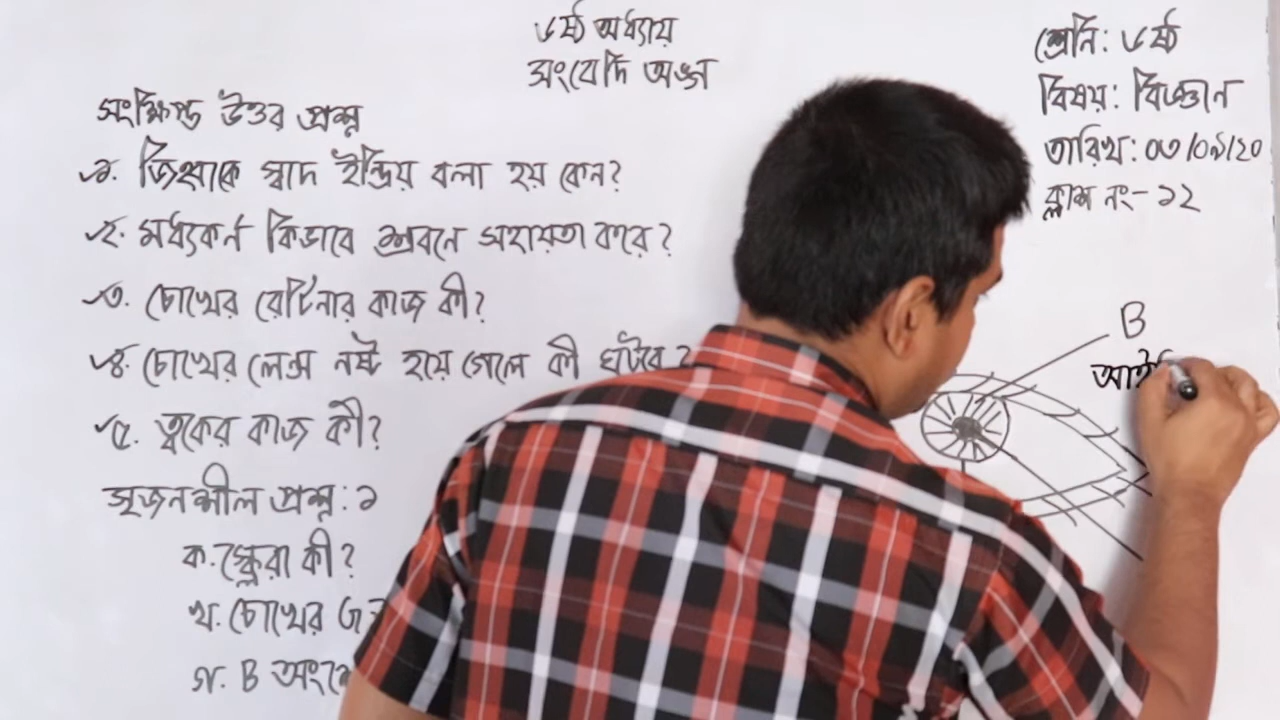 ৬ষ্ঠ অধ্যায়
সংবেদি অঙ্গ
শ্রেনি: ৬ষ্ঠ
বিষয়: বিজ্ঞান
তারিখ: ০৩/০৯/২০
ক্লাস নং- ১২
সংক্ষিপ্ত উত্তর প্রশ্ন
১. জিহ্বাকে স্বাদ ইন্দ্রিয় বলা হয় কেন?
২. মধ্যকর্ন কিভাবে শ্রবনে সহায়তা করে?
৩. চোখের রেটিনার কাজ কী?
৪. চোখের লেন্স নষ্ট হয়ে গেলে কী ঘটবে?
৫. ত্বকের কাজ কী?
সৃজনশীল প্রশ্ন: ১
ক. স্ক্লেরা কী?
খ. চোখের
গ. B
B